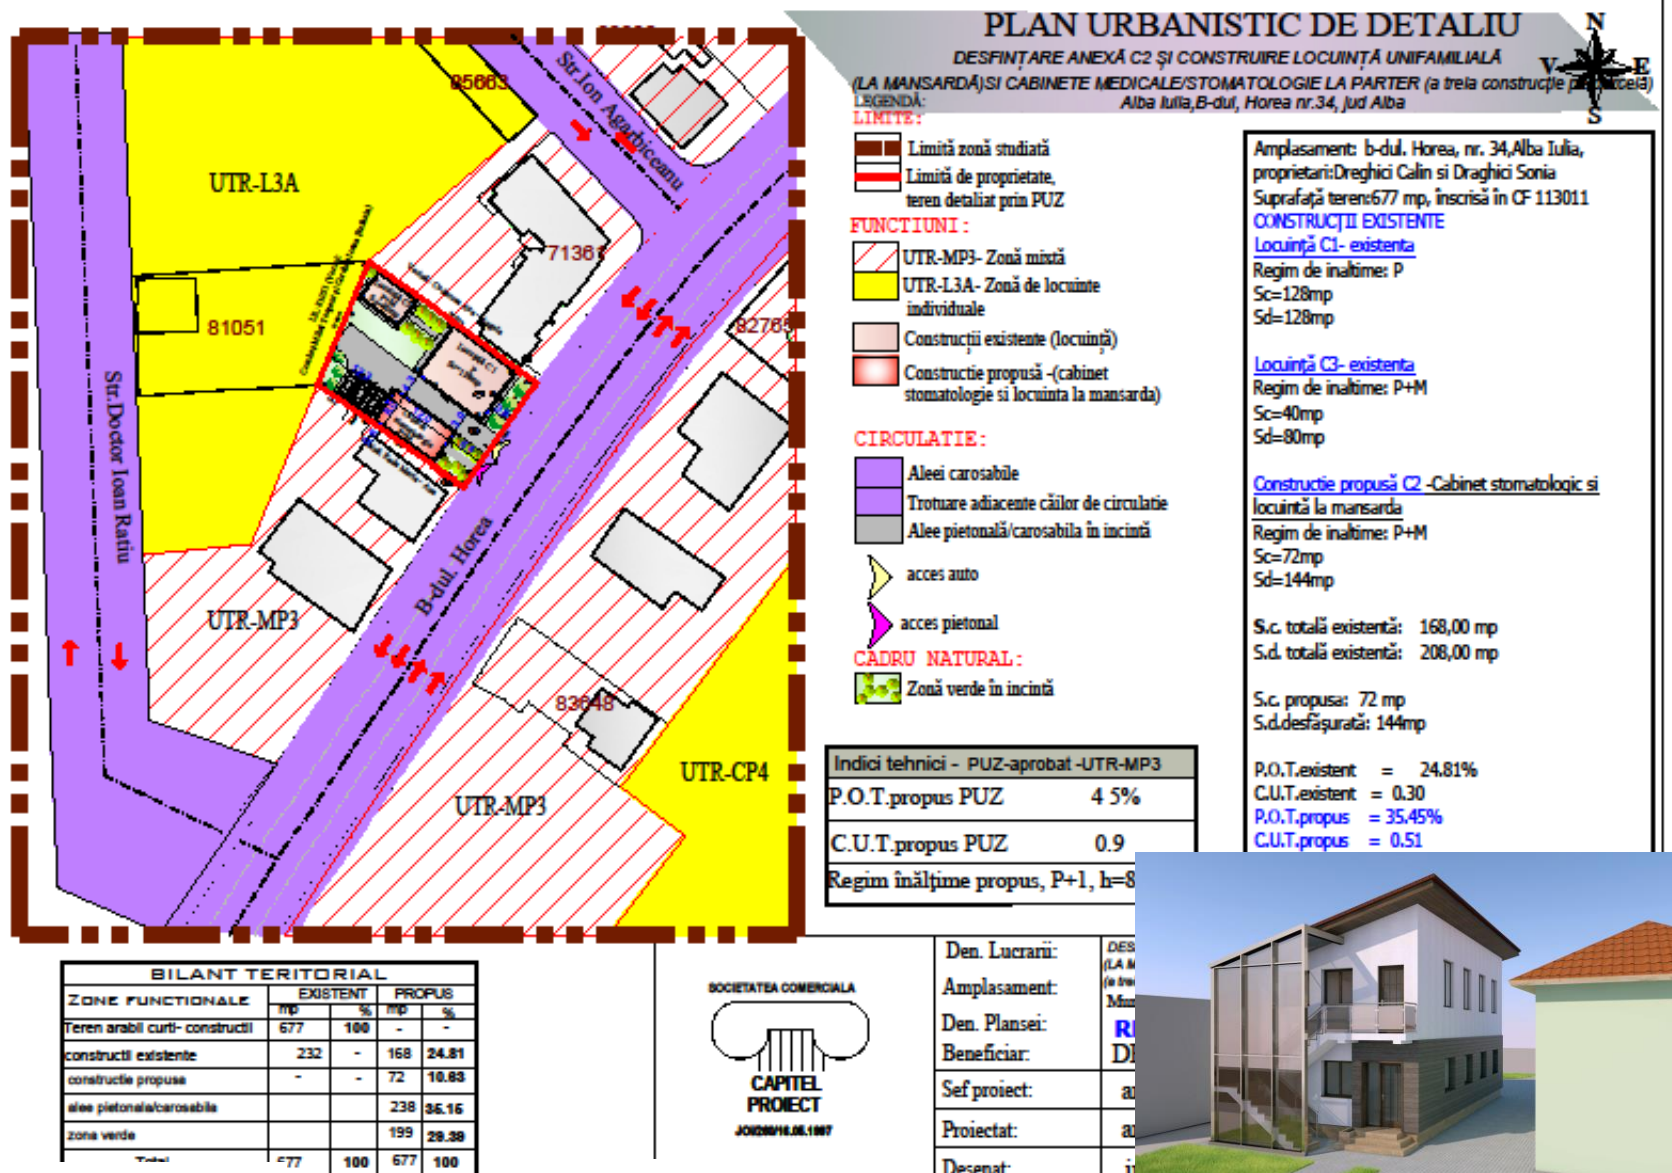 PLAN URBANISTIC DE DETALIU
DESFINȚARE ANEXĂ C2 ȘI CONSTRUIRE LOCUINȚĂ UNIFAMILIALĂ
(LA MANSARDĂ)SI CABINETE MEDICALE/STOMATOLOGIE LA PARTER (a treia construcție
Alba Iulia,B-dul, Horea nr.34, jud Alba
N
V
E
S
LEGENDĂ:
LIMITE:
Limită zonă studiată
Limită de proprietate,
teren detaliat prin PUZ
FUNCTIUNI:
UTR-MP3- Zonă mixtă
UTR-L3A- Zonă de locuinte
individuale
Construcții existente (locuință)
Constructie propusă -(cabinet
stomatologie si locuinta la mansarda)
CIRCULATIE:
Aleei carosabile
Trotuare adiacente căilor de circulatie
Alee pietonală/carosabila în incintă
acces auto
acces pietonal
CADRU NATURAL:
Zonă verde în incintă
Amplasament: b-dul. Horea, nr. 34,Alba Iulia,
proprietari:Dreghici Calin si Draghici Sonia
Suprafață teren:677 mp, înscrisă în CF 113011
CONSTRUCȚII EXISTENTE
Locuință C1- existenta
Regim de inaltime: P
Sc=128mp
Sd=128mp
Locuință C3- existenta
Regim de inaltime: P+M
Sc=40mp
Sd=80mp
Constructie propusă C2 -Cabinet stomatologic si
locuintă la mansarda
Regim de inaltime: P+M
Sc=72mp
Sd=144mp
S.c. totală existentă: 168,00 mp
S.d. totală existentă: 208,00 mp
S.c. propusa: 72 mp
S.d.desfășurată: 144mp
P.O.T.existent = 24.81%
C.U.T.existent = 0.30
P.O.T.propus = 35.45%
C.U.T.propus = 0.51
Indici tehnici - PUZ-aprobat -UTR-MP3
P.O.T.propus PUZ 4 5%
C.U.T.propus PUZ 0.9
Regim înălțime propus, P+1, h=8
85663
Str.Ion Agarbiceanu
UTR-L3A
71361
81051
82765
Str.Doctor Ioan Ratiu
B-dul. Horea
UTR-MP3
83648
UTR-CP4
UTR-MP3
BILANT TERITORIAL
ZONE FUNCTIONALE EXISTENT PROPUS
mp % mp %
Teren arabil curti- constructii 677 100 - -
constructii existente 232 - 168 24.81
constructie propusa - - 72 10.63
alee pietonala/carosabila 238 35.15
zona verde 199 29.39
Total 677 100 677 100
SOCIETATEA COMERCIALA
CAPITEL
PROIECT
Den. Lucrarii:
Amplasament:
Den. Plansei:
Beneficiar:
Sef proiect:
Proiectat:
Desenat: